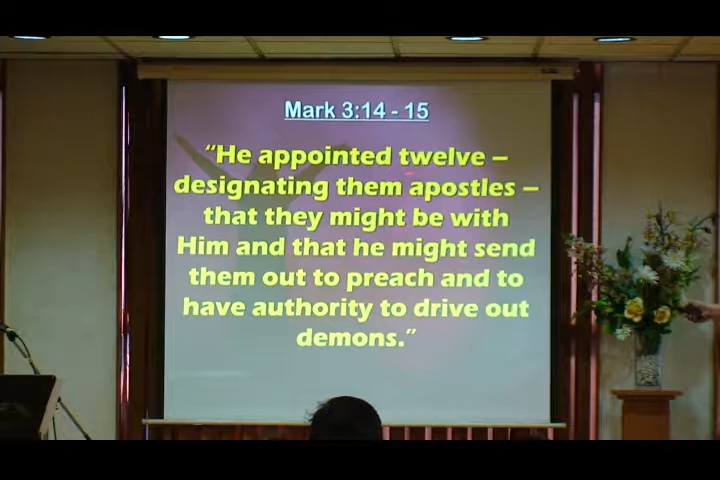 Mark 3:14 - 15
“He appointed twelve –
designating them apostles –
that they might be with
Him and that he might send
them out to preach and to
have authority to drive out
demons.”